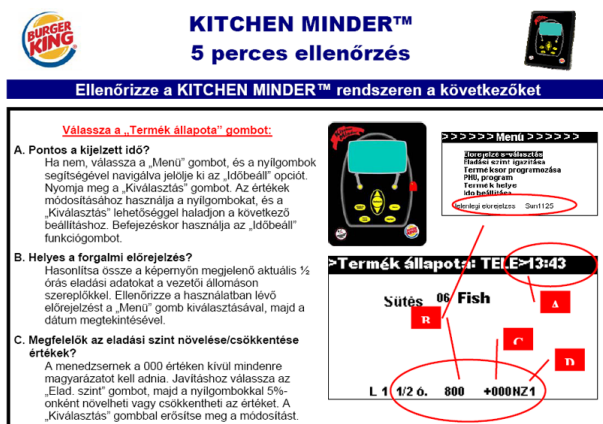 BURGER KING
KITCHEN MINDER™
5 perces ellenőrzés
Ellenőrizze a KITCHEN MINDER™ rendszeren a következőket
Válassza a „Termék állapota” gombot:
A. Pontos a kijelzett idő?
Ha nem, válassza a „Menü” gombot, és a nyílgombok
segítségével navigálva jelölje ki az „Időbeáll” opciót.
Nyomja meg a „Kiválasztás” gombot. Az értékek
módosításához használja a nyílgombokat, és a
„Kiválasztás” lehetőséggel haladjon a következő
beállításhoz. Befejezéskor használja az „Időbeáll”
funkciógombot.
B. Helyes a forgalmi előrejelzés?
Hasonlítsa össze a képernyőn megjelenő aktuális ½
órás eladási adatokat a vezetői állomáson
szereplőkkel. Ellenőrizze a használatban lévő
előrejelzést a „Menü” gomb kiválasztásával, majd a
dátum megtekintésével.
C. Megfelelők az eladási szint növelése/csökkentése
értékek?
A menedzsernek a 000 értéken kívül mindenre
magyarázatot kell adnia. Javításhoz válassza az
„Elad. szint” gombot, majd a nyílgombokkal 5%-
onként növelheti vagy csökkentheti az értéket. A
„Kiválasztás” gombbal erősítse meg a módosítást.
>>>>>> Menü >>>>>>
Eladási szint igazítása
Terméksor programozása
PHU, program
Termék helye
Idő beállítása
Jelenlegi előrejelzés Sun1125
>Termék állapota: TELE>13:43
Sütés 06 Fish
A
B
C
D
L 1 1/2 ó. 800 +000NZ1